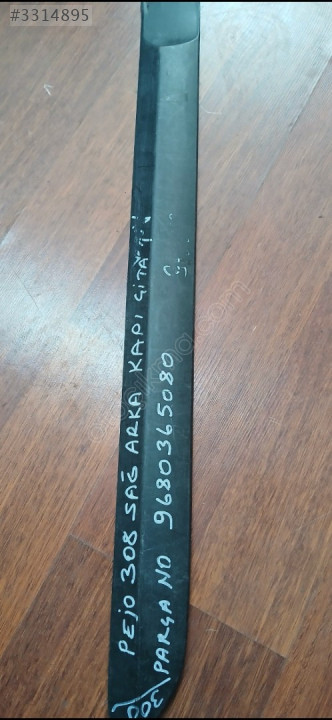 #3314895
PEJO 308 SAĞ ARKA KAPI ÇITA
PARÇA NO 9680365080